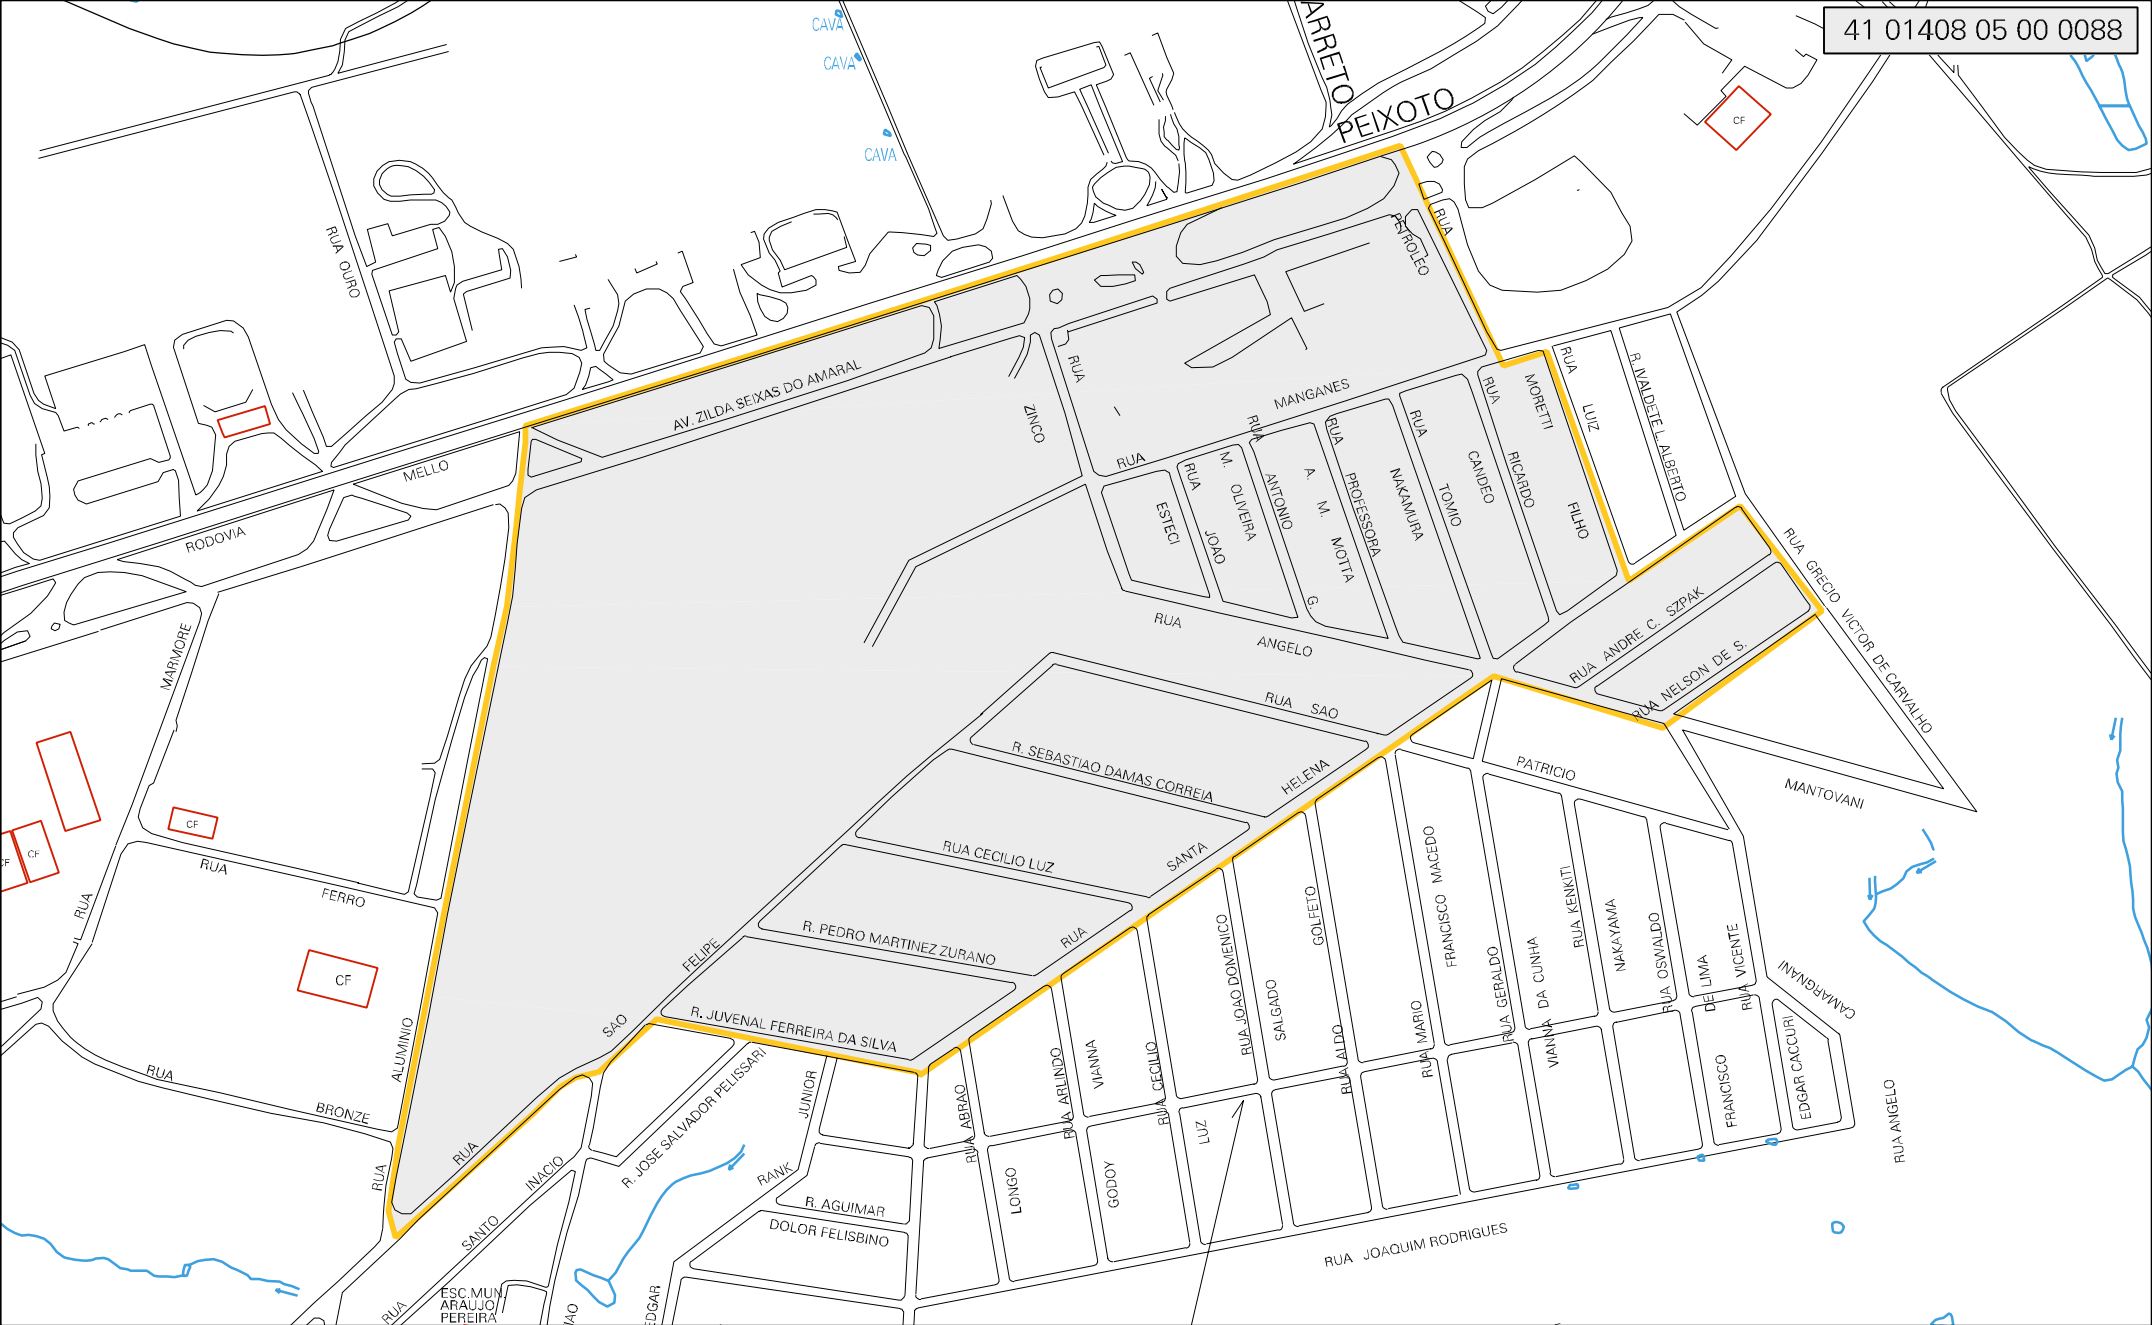 41 01408 05 00 0088
CAVA
CAVA
CAVA
ARRETO
PEIXOTO
CF
RUA OURO
RUA
PETROLEO
AV. ZILDA SEIXAS DO AMARAL
MELLO
RODOVIA
RUA
ZINCO
RUA
MANGANES
RUA
MORETTI
FILHO
RUA
LUIZ
R. IVALDETE L. ALBERTO
RUA
RICARDO
RUA
CANDEO
TOMIO
RUA
NAKAMURA
PROFESSORA
RUA
A. M. MOTTA
ANTONIO
G.
M. OLIVEIRA
RUA
JOAO
ESTECI
RUA
ANGELO
RUA ANDRE C. SZPAK
RUA NELSON DE S.
RUA GRECIO VICTOR DE CARVALHO
MARMORE
RUA
CF
CF
CF
RUA
FERRO
CF
RUA SAO
R. SEBASTIAO DAMAS CORREIA
HELENA
SANTA
RUA
RUA CECILIO LUZ
R. PEDRO MARTINEZ ZURANO
R. JUVENAL FERREIRA DA SILVA
FELIPE
SAO
RUA
PATRICIO
MANTOVANI
ALUMINIO
RUA
RUA
BRONZE
R. JOSE SALVADOR PELISSARI
JUNIOR
RANK
EDGAR
R. AGUIMAR
DOLOR FELISBINO
INACIO
SANTO
RUA
ESC.MUN.
ARAUJO
PEREIRA
RUA ABRAO
LONGO
RUA ARLINDO
VIANNA
GODOY
RUA CECILIO
LUZ
RUA JOAO DOMENICO
SALGADO
GOLFETO
RUA ALDO
FRANCISCO MACEDO
RUA MARIO
RUA GERALDO
VIANNA DA CUNHA
RUA KENKITI
NAKAYAMA
RUA OSWALDO
DE LIMA
RUA VICENTE
FRANCISCO
CAMARGNANI
EDGAR CACCURI
RUA ANGELO
RUA JOAQUIM RODRIGUES